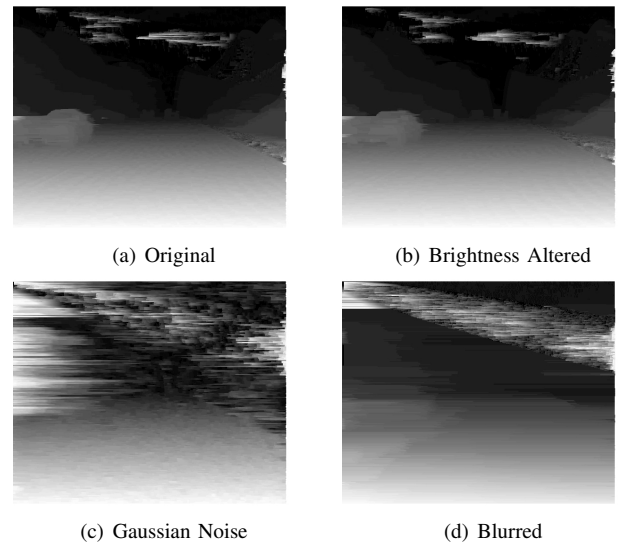 (a) Original
(b) Brightness Altered
(c) Gaussian Noise
(d) Blurred